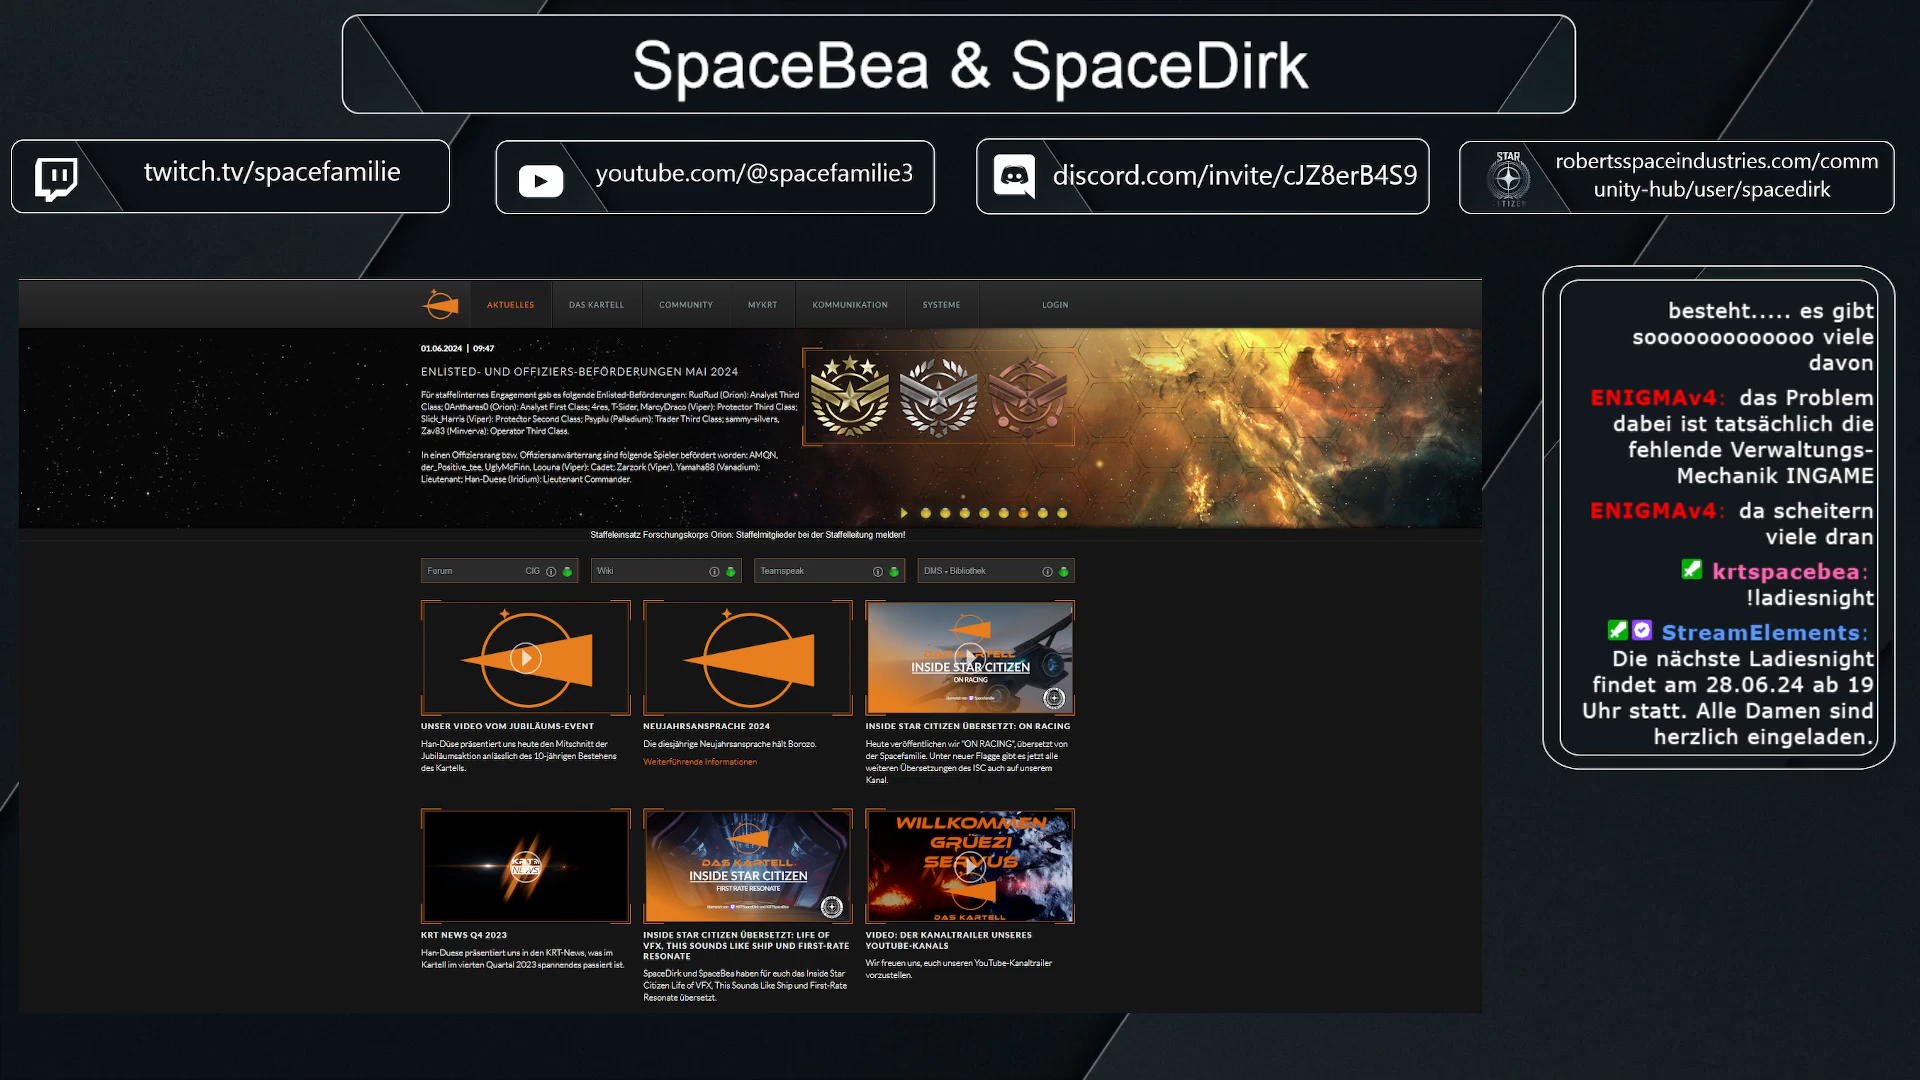 SpaceBea & SpaceDirk
twitch.tv/spacefamilie
youtube.com/@spacefamilie3
discord.com/invite/cJZ8erB4S9
STAR
CITIZEN
robertsspaceindustries.com/comm
unity-hub/user/spacedirk
AKTUELLES
DAS KARTELL
COMMUNITY
MYKRT
KOMMUNIKATION
SYSTEME
LOGIN
01.06.2024 | 09:47
ENLISTED- UND OFFIZIERS-BEFÖRDERUNGEN MAI 2024
Für staffelinternes Engagement gab es folgende Enlisted-Beförderungen: RudRud (Orion): Analyst Third
Class; 0Anthares0 (Orion): Analyst First Class; 4res, T-Sider, MarcyDraco (Viper): Protector Third Class;
Slick_Harris (Viper): Protector Second Class; Psyplu (Palladium): Trader Third Class; sammy-silvers,
Zav83 (Minverva): Operator Third Class.
In einen Offiziersrang bzw. Offiziersanwärterrang sind folgende Spieler befördert worden: AMQN,
der_Positive_tee, UglyMcFinn, Loouna (Viper): Cadet; Zarzork (Viper), Yamaha88 (Vanadium):
Lieutenant; Han-Duese (Iridium): Lieutenant Commander.
Staffeleinsatz Forschungskorps Orion: Staffelmitglieder bei der Staffelleitung melden!
Forum CIG
Wiki
Teamspeak
DMS - Bibliothek
DAS KARTELL
INSIDE STAR CITIZEN
ON RACING
UNSER VIDEO VOM JUBILÄUMS-EVENT
Han-Düse präsentiert uns heute den Mitschnitt der
Jubiläumsaktion anlässlich des 10-jährigen Bestehens
des Kartells.
NEUJAHRSANSPRACHE 2024
Die diesjährige Neujahrsansprache hält Borozo.
Weiterführende Informationen
INSIDE STAR CITIZEN ÜBERSETZT: ON RACING
Heute veröffentlichen wir "ON RACING", übersetzt von
der Spacefamilie. Unter neuer Flagge gibt es jetzt alle
weiteren Übersetzungen des ISC auch auf unserem
Kanal.
KRT
NEWS
DAS KARTELL
INSIDE STAR CITIZEN
FIRST RATE RESONATE
WILLKOMMEN
GRÜEZI
SERVUS
DAS KARTELL
KRT NEWS Q4 2023
Han-Duese präsentiert uns in den KRT-News, was im
Kartell im vierten Quartal 2023 spannendes passiert ist.
INSIDE STAR CITIZEN ÜBERSETZT: LIFE OF
VFX, THIS SOUNDS LIKE SHIP UND FIRST-RATE
RESONATE
SpaceDirk und SpaceBea haben für euch das Inside Star
Citizen Life of VFX, This Sounds Like Ship und First-Rate
Resonate übersetzt.
VIDEO: DER KANALTRAILER UNSERES
YOUTUBE-KANALS
Wir freuen uns, euch unseren YouTube-Kanaltrailer
vorzustellen.
besteht..... es gibt
sooooooooooooo viele
davon
ENIGMAv4: das Problem
dabei ist tatsächlich die
fehlende Verwaltungs-
Mechanik INGAME
ENIGMAv4: da scheitern
viele dran
krtspacebea:
!ladiesnight
StreamElements:
Die nächste Ladiesnight
findet am 28.06.24 ab 19
Uhr statt. Alle Damen sind
herzlich eingeladen.